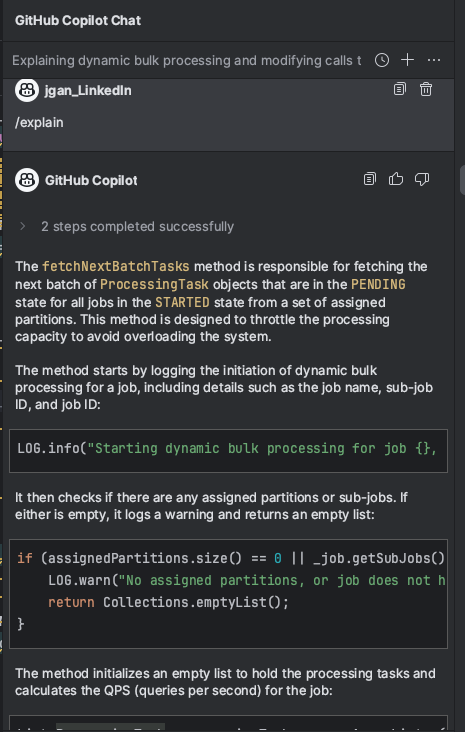 GitHub Copilot Chat
Explaining dynamic bulk processing and modifying calls t
jgan_LinkedIn
/explain
GitHub Copilot
2 steps completed successfully
The fetchNextBatchTasks method is responsible for fetching the
next batch of ProcessingTask objects that are in the PENDING
state for all jobs in the STARTED state from a set of assigned
partitions. This method is designed to throttle the processing
capacity to avoid overloading the system.
The method starts by logging the initiation of dynamic bulk
processing for a job, including details such as the job name, sub-job
ID, and job ID:
LOG.info("Starting dynamic bulk processing for job {},
It then checks if there are any assigned partitions or sub-jobs. If
either is empty, it logs a warning and returns an empty list:
if (assignedPartitions.size() == 0 || _job.getSubJobs()
LOG.warn("No assigned partitions, or job does not h
return Collections.emptyList();
}
The method initializes an empty list to hold the processing tasks and
calculates the QPS (queries per second) for the job: